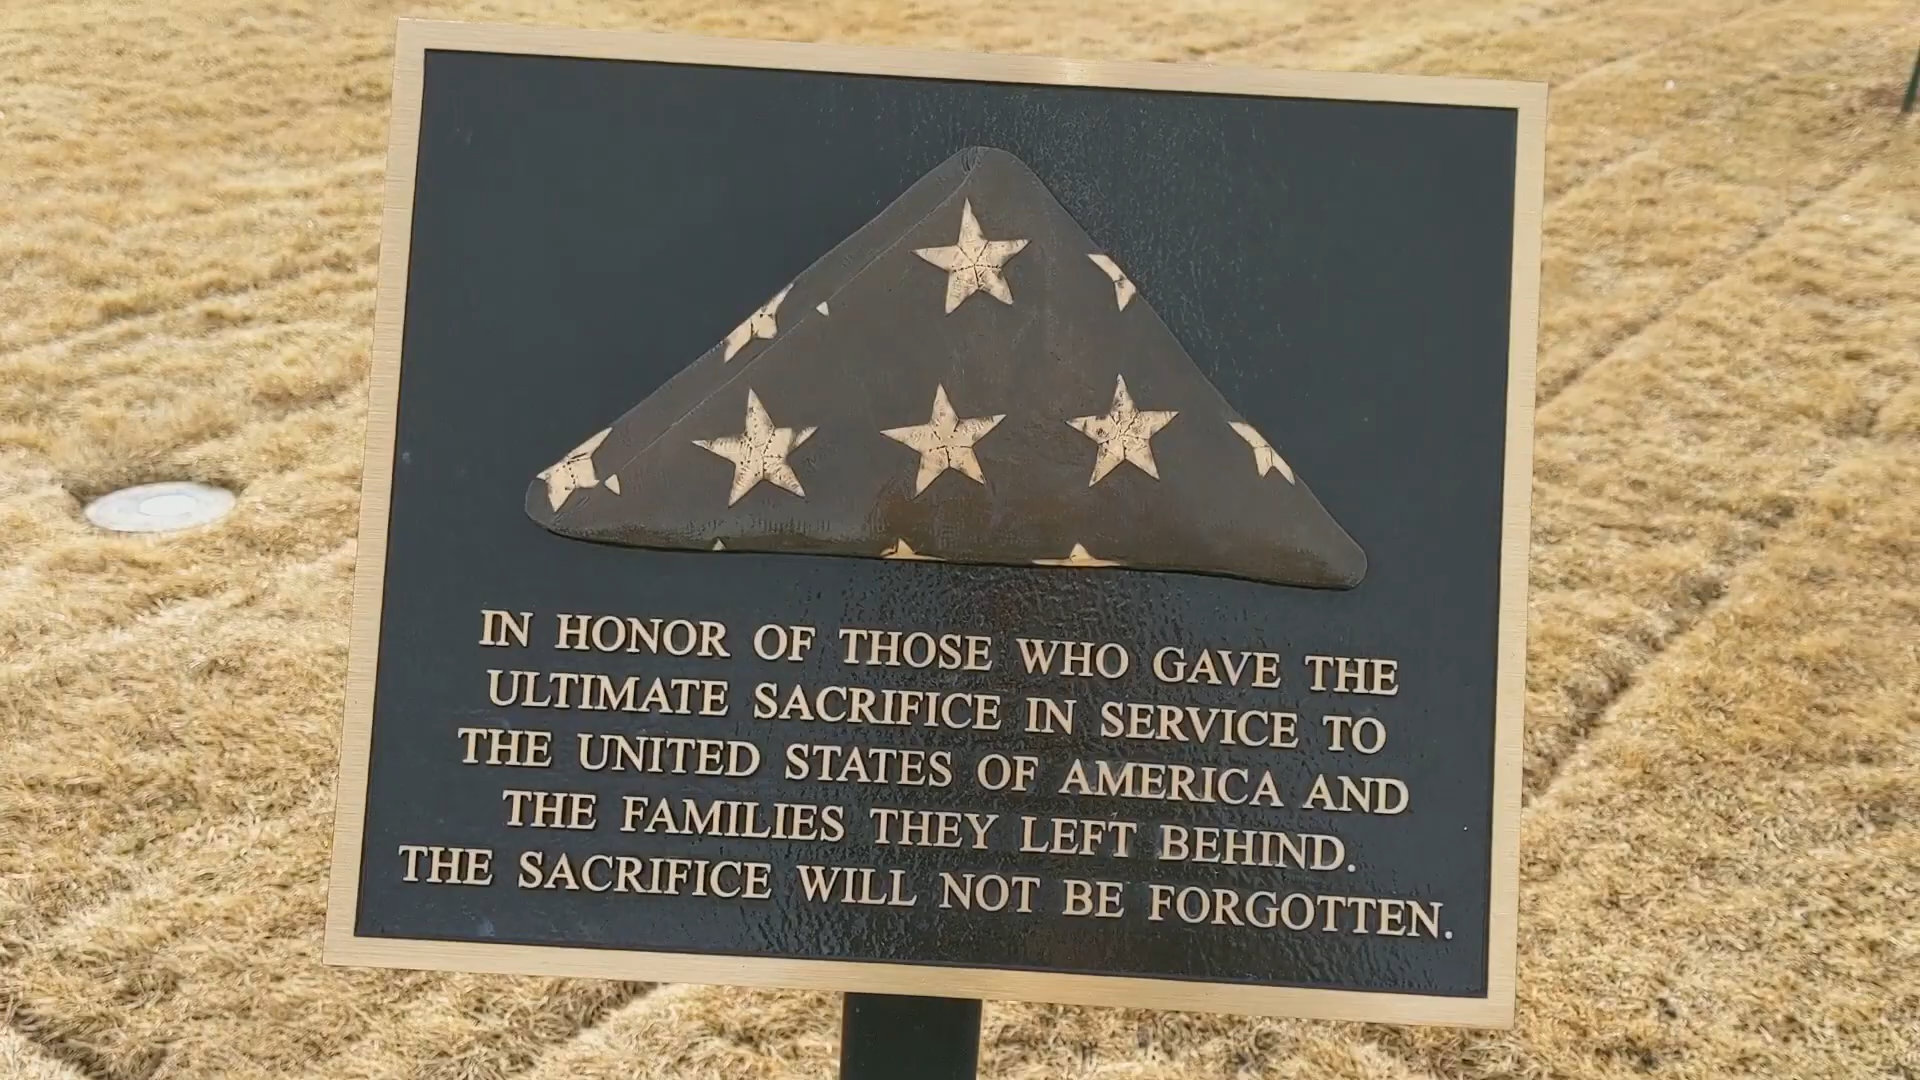 IN HONOR OF THOSE WHO GAVE THE
ULTIMATE SACRIFICE IN SERVICE TO
THE UNITED STATES OF AMERICA AND
THE FAMILIES THEY LEFT BEHIND.
THE SACRIFICE WILL NOT BE FORGOTTEN.